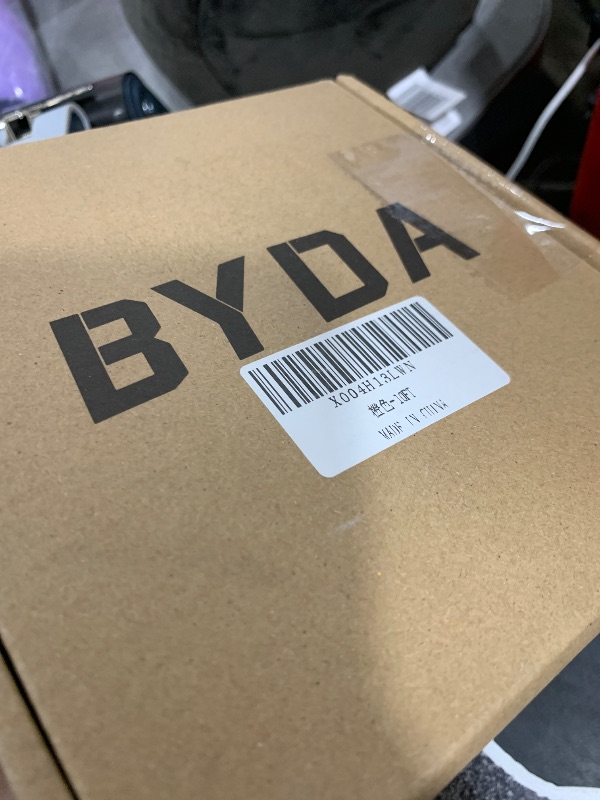 BYDA
X004H13LWN
橙色-10FT
MADE IN CHINA